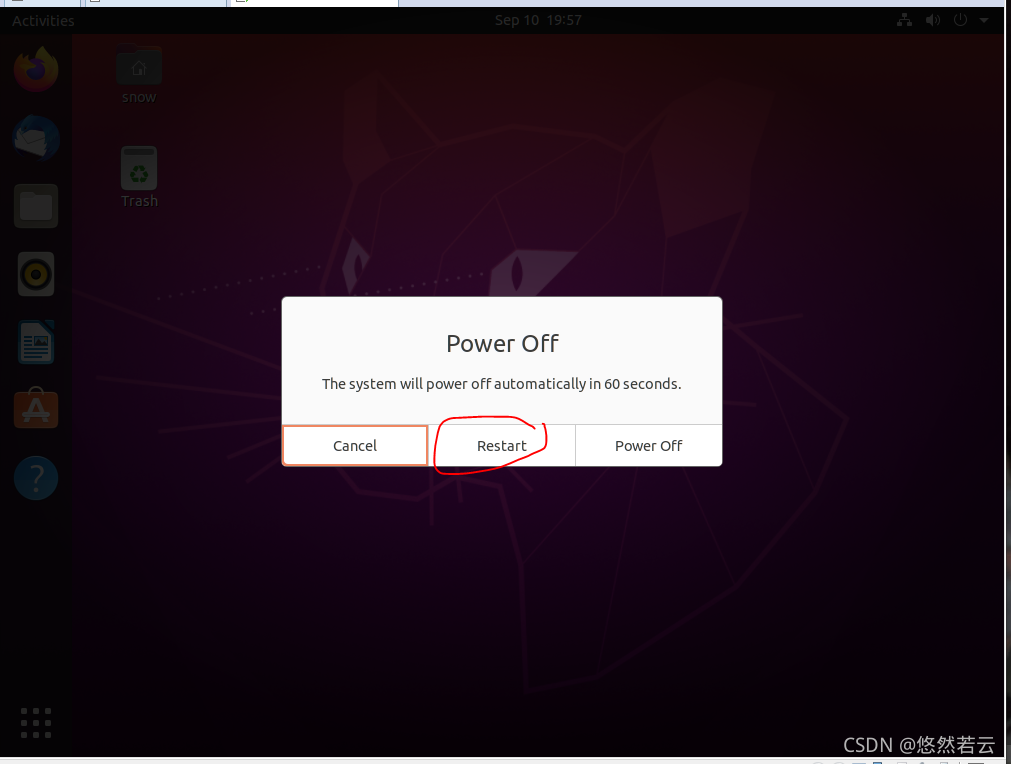 Activities
Sep 10 19:57
snow
Trash
Power Off
The system will power off automatically in 60 seconds.
Cancel
Restart
Power Off
?
CSDN @悠然若云